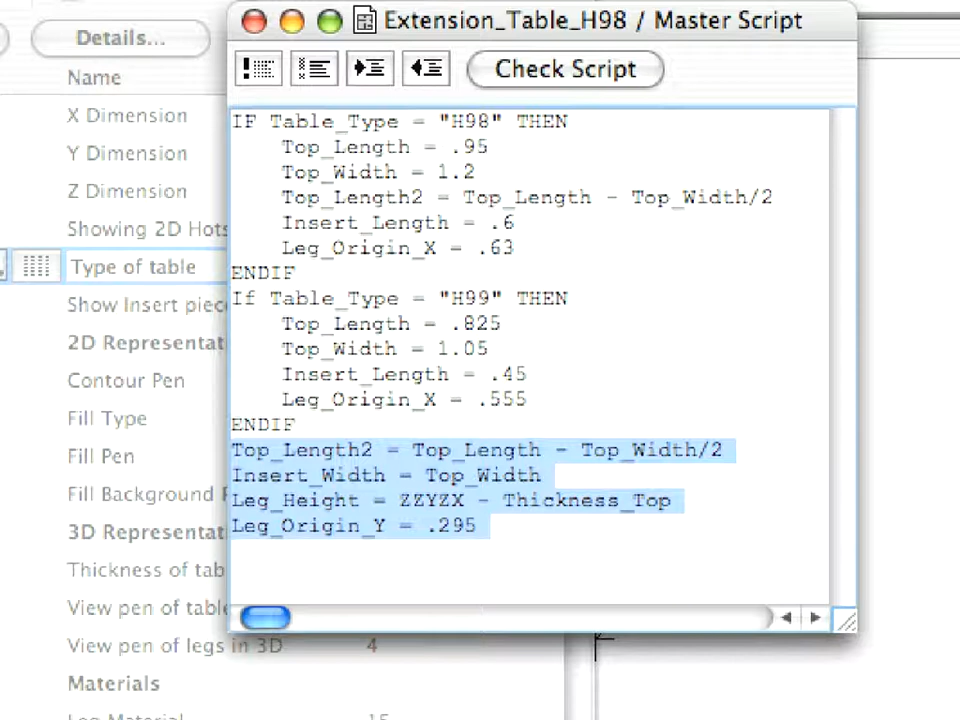 Extension_Table_H98 / Master Script
Details...
Check Script
Name
X Dimension
Y Dimension
Z Dimension
Showing 2D Hots
Type of table
Show Insert piec
2D Representat
Contour Pen
Fill Type
Fill Pen
Fill Background
3D Representat
Thickness of tab
View pen of table
View pen of legs in 3D 4
Materials
Leg Material 15
IF Table_Type = "H98" THEN
Top_Length = .95
Top_Width = 1.2
Top_Length2 = Top_Length - Top_Width/2
Insert_Length = .6
Leg_Origin_X = .63
ENDIF
If Table_Type = "H99" THEN
Top_Length = .825
Top_Width = 1.05
Insert_Length = .45
Leg_Origin_X = .555
ENDIF
Top_Length2 = Top_Length - Top_Width/2
Insert_Width = Top_Width
Leg_Height = ZZYZX - Thickness_Top
Leg_Origin_Y = .295